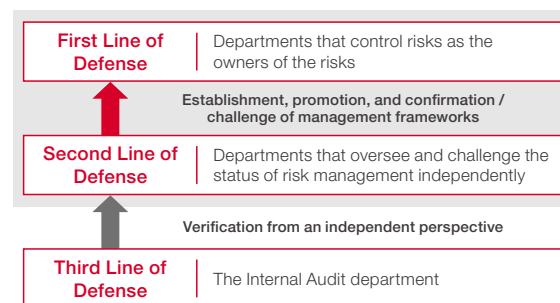 First Line of
Defense
Departments that control risks as the
owners of the risks
Establishment, promotion, and confirmation /
challenge of management frameworks
Second Line of
Defense
Departments that oversee and challenge the
status of risk management independently
Verification from an independent perspective
Third Line of
Defense
The Internal Audit department